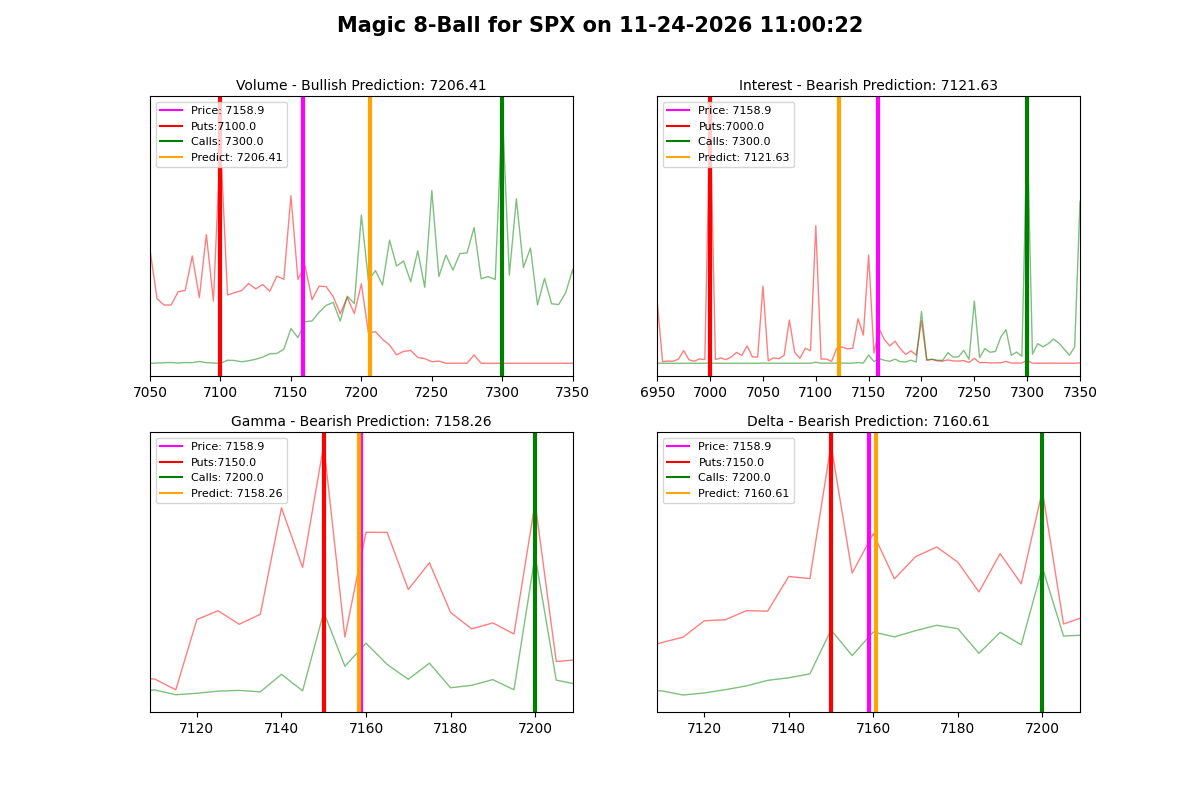 Magic 8-Ball for SPX on 11-24-2026 11:00:22
Volume - Bullish Prediction: 7206.41
Price: 7158.9
Puts:7100.0
Calls: 7300.0
Predict: 7206.41
7050 7100 7150 7200 7250 7300 7350
Interest - Bearish Prediction: 7121.63
Price: 7158.9
Puts:7000.0
Calls: 7300.0
Predict: 7121.63
6950 7000 7050 7100 7150 7200 7250 7300 7350
Gamma - Bearish Prediction: 7158.26
Price: 7158.9
Puts:7150.0
Calls: 7200.0
Predict: 7158.26
7120 7140 7160 7180 7200
Delta - Bearish Prediction: 7160.61
Price: 7158.9
Puts:7150.0
Calls: 7200.0
Predict: 7160.61
7120 7140 7160 7180 7200